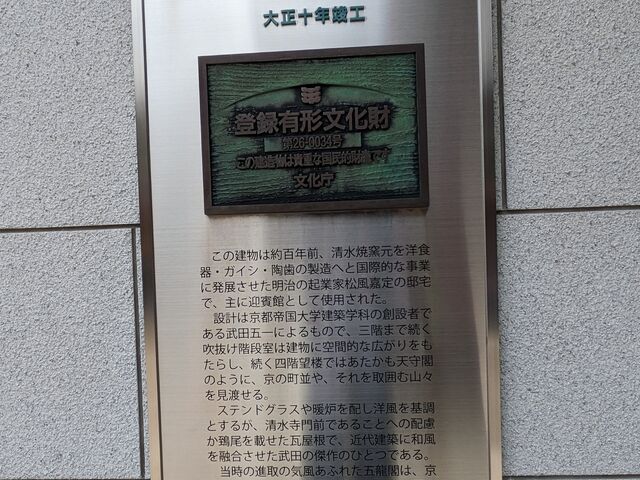 大正十年竣工
登録有形文化財
第26-0034号
この建造物は貴重な国民的財産です
文化庁
この建物は約百年前、清水焼窯元を洋食
器・ガイシ・陶歯の製造へと国際的な事業
に発展させた明治の起業家松風嘉定の邸宅
で、主に迎賓館として使用された。
設計は京都帝国大学建築学科の創設者で
ある武田五一によるもので、三階まで続く
吹抜け階段室は建物に空間的な広がりをも
たらし、続く四階望楼ではあたかも天守閣
のように、京の町並や、それを取囲む山々
を見渡せる。
ステンドグラスや暖炉を配し洋風を基調
とするが、清水寺門前であることへの配慮
か鵄尾を載せた瓦屋根で、近代建築に和風
を融合させた武田の傑作のひとつである。
当時の進取の気風あふれた五龍閣は、京